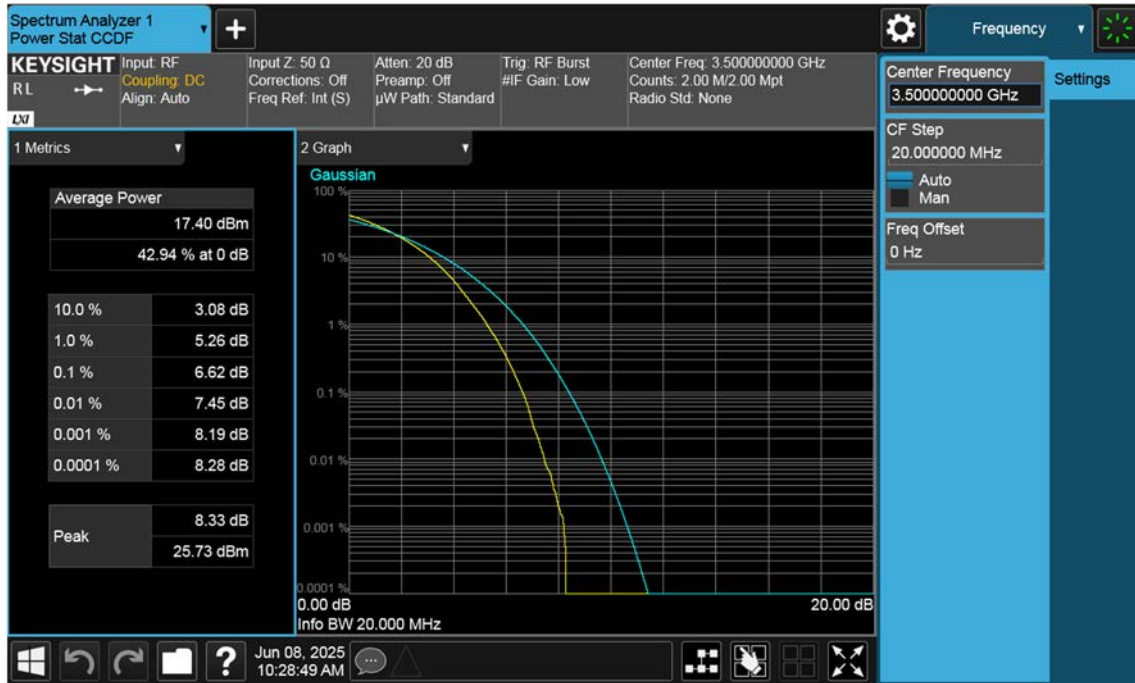 Spectrum Analyzer 1
Power Stat CCDF
Frequency
KEYSIGHT
RL
LXI
Input: RF
Coupling: DC
Align: Auto
Input Z: 50 Ω
Corrections: Off
Freq Ref: Int (S)
Atten: 20 dB
Preamp: Off
µW Path: Standard
Trig: RF Burst
#IF Gain: Low
Center Freq: 3.500000000 GHz
Counts: 2.00 M/2.00 Mpt
Radio Std: None
Center Frequency
3.500000000 GHz
Settings
CF Step
20.000000 MHz
Auto
Man
Freq Offset
0 Hz
1 Metrics
Average Power
17.40 dBm
42.94 % at 0 dB
10.0 % 3.08 dB
1.0 % 5.26 dB
0.1 % 6.62 dB
0.01 % 7.45 dB
0.001 % 8.19 dB
0.0001 % 8.28 dB
Peak
8.33 dB
25.73 dBm
2 Graph
Gaussian
100 %
10 %
1 %
0.1 %
0.01 %
0.001 %
0.0001 %
0.00 dB 20.00 dB
Info BW 20.000 MHz
?
Jun 08, 2025
10:28:49 AM